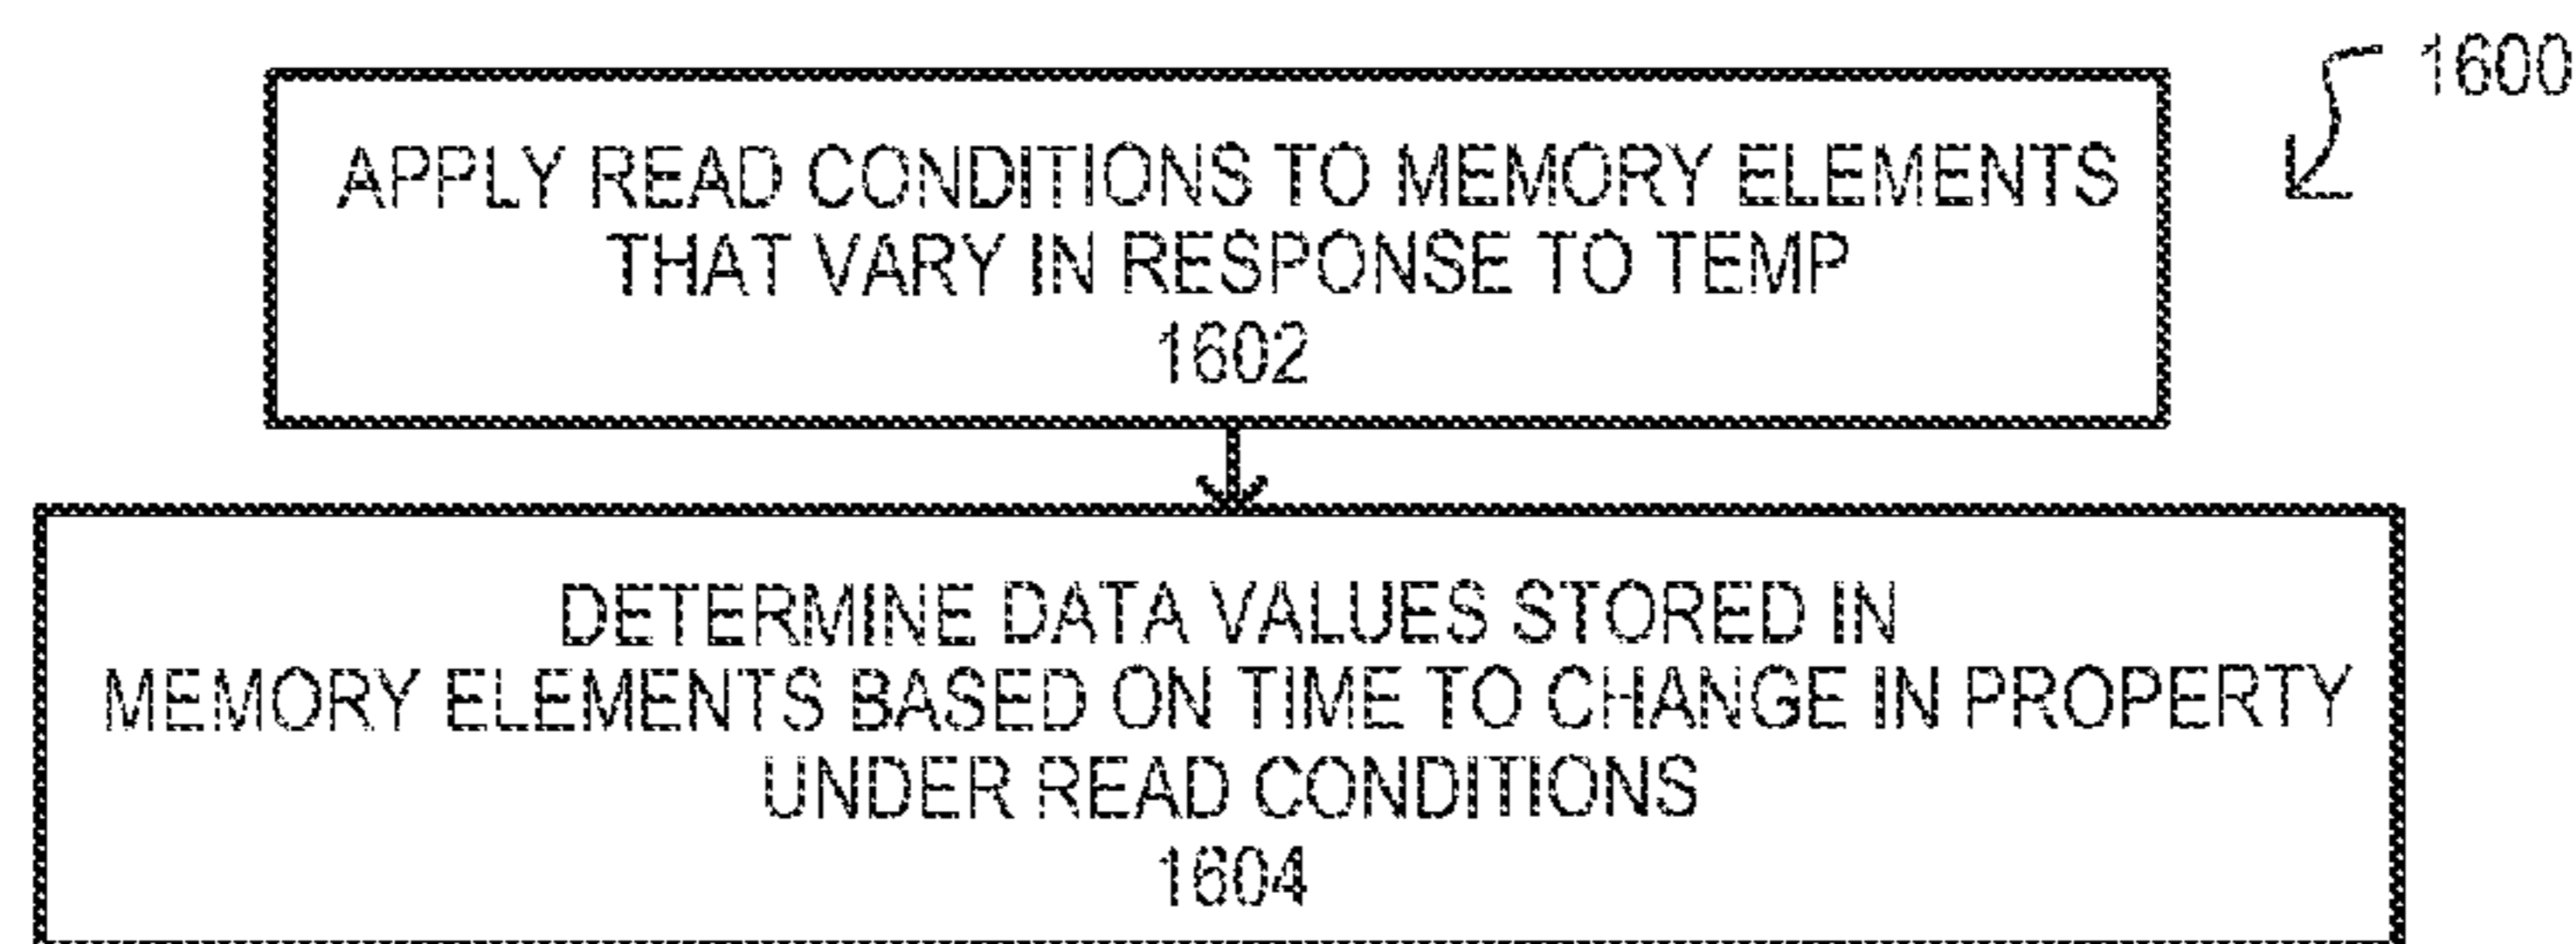 1600
APPLY READ CONDITIONS TO MEMORY ELEMENTS
THAT VARY IN RESPONSE TO TEMP
1602
DETERMINE DATA VALUES STORED IN
MEMORY ELEMENTS BASED ON TIME TO CHANGE IN PROPERTY
UNDER READ CONDITIONS
1604